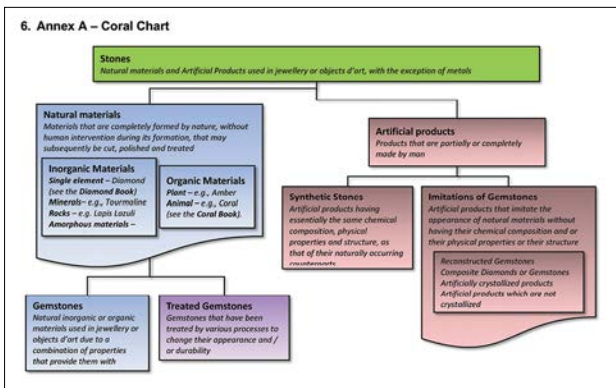 6. Annex A – Coral Chart
Stones
Natural materials and Artificial Products used in jewellery or objects d'art, with the exception of metals
Natural materials
Materials that are completely formed by nature, without
human intervention during its formation, that may
subsequently be cut, polished and treated
Inorganic Materials
Single element – Diamond
(see the Diamond Book)
Minerals – e.g., Tourmaline
Rocks – e.g. Lapis Lazuli
Amorphous materials –
Organic Materials
Plant – e.g., Amber
Animal – e.g., Coral
(see the Coral Book).
Artificial products
Products that are partially or completely
made by man
Synthetic Stones
Artificial products having
essentially the same chemical
composition, physical
properties and structure, as
that of their naturally occurring
counterparts
Imitations of Gemstones
Artificial products that imitate the
appearance of natural materials without
having their chemical composition and or
their physical properties or their structure
Reconstructed Gemstones
Composite Diamonds or Gemstones
Artificially crystallized products
Artificial products which are not
crystallized
Gemstones
Natural inorganic or organic
materials used in jewellery or
objects d'art due to a
combination of properties
that provide them with
Treated Gemstones
Gemstones that have been
treated by various processes to
change their appearance and /
or durability